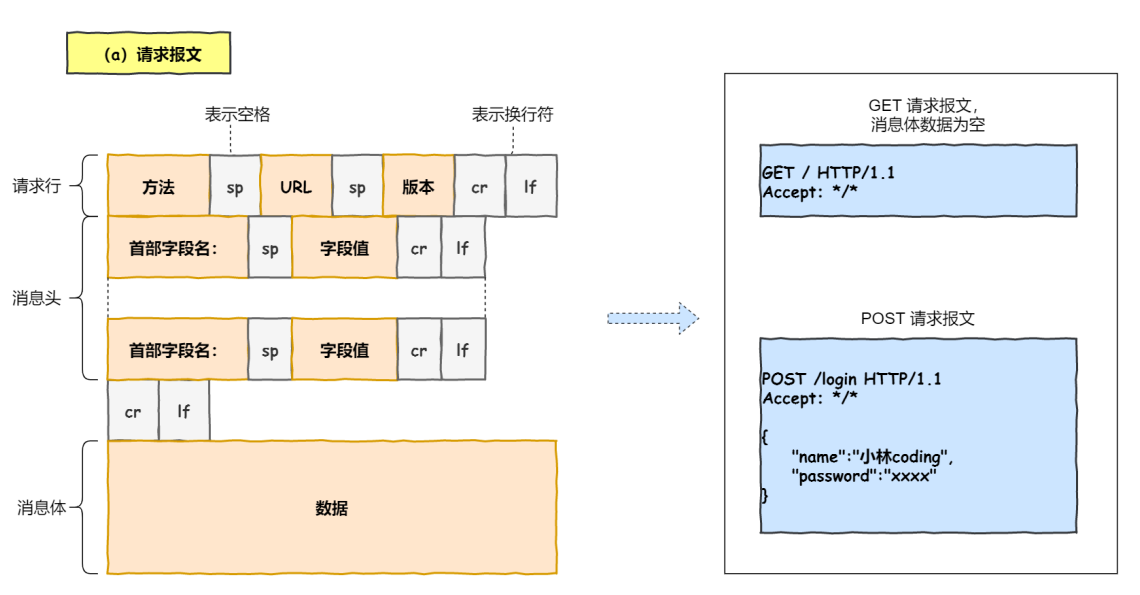 （a）请求报文
表示空格
表示换行符
请求行
方法
sp
URL
sp
版本
cr
lf
消息头
首部字段名：
sp
字段值
cr
lf
首部字段名：
sp
字段值
cr
lf
cr
lf
消息体
数据
GET 请求报文，
消息体数据为空
GET / HTTP/1.1
Accept: */*
POST 请求报文
POST /login HTTP/1.1
Accept: */*
{
"name":"小林coding",
"password":"xxxx"
}